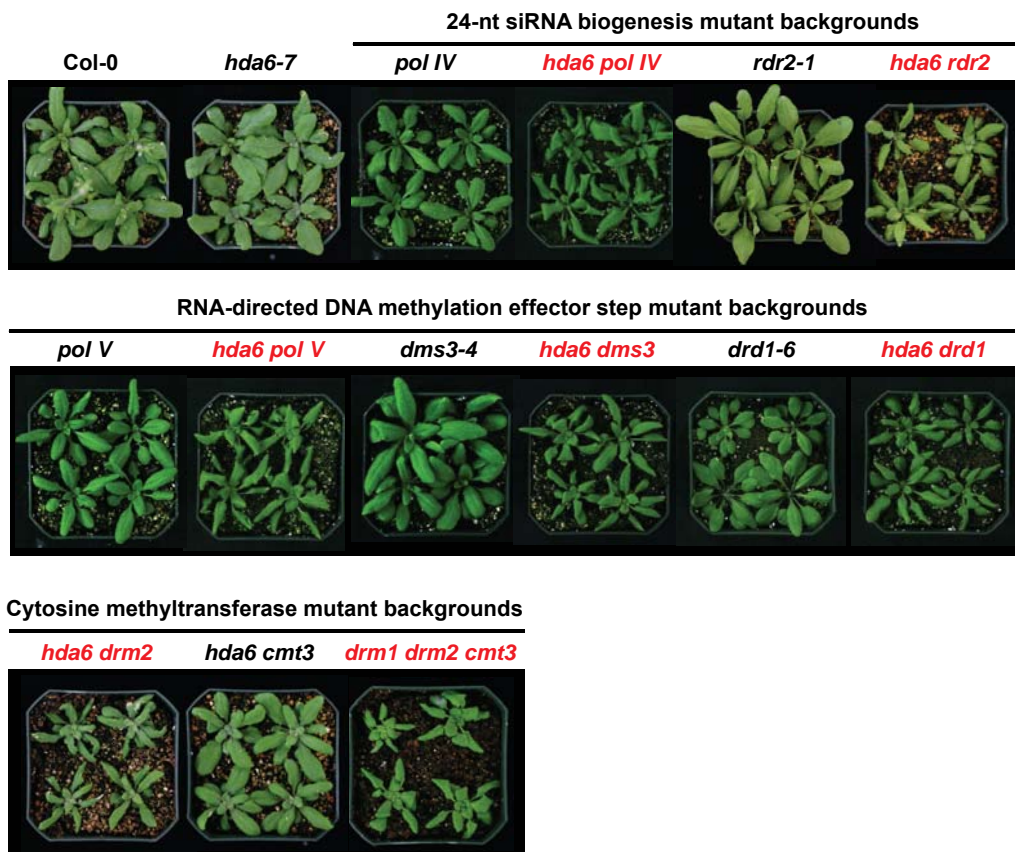 24-nt siRNA biogenesis mutant backgrounds
Col-0 hda6-7 pol IV hda6 pol IV rdr2-1 hda6 rdr2
RNA-directed DNA methylation effector step mutant backgrounds
pol V hda6 pol V dms3-4 hda6 dms3 drd1-6 hda6 drd1
Cytosine methyltransferase mutant backgrounds
hda6 drm2 hda6 cmt3 drm1 drm2 cmt3